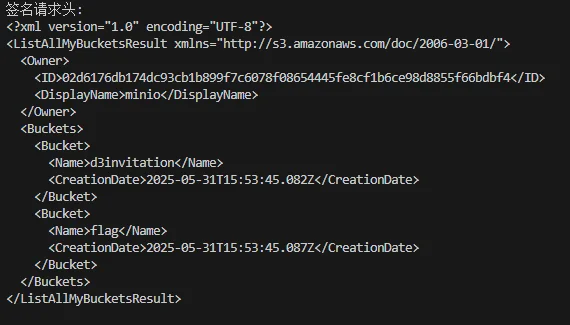 签名请求头:
<?xml version="1.0" encoding="UTF-8"?>
<ListAllMyBucketsResult xmlns="http://s3.amazonaws.com/doc/2006-03-01/">
  <Owner>
    <ID>02d6176db174dc93cb1b899f7c6078f08654445fe8cf1b6ce98d8855f66bdbf4</ID>
    <DisplayName>minio</DisplayName>
  </Owner>
  <Buckets>
    <Bucket>
      <Name>d3invitation</Name>
      <CreationDate>2025-05-31T15:53:45.082Z</CreationDate>
    </Bucket>
    <Bucket>
      <Name>flag</Name>
      <CreationDate>2025-05-31T15:53:45.087Z</CreationDate>
    </Bucket>
  </Buckets>
</ListAllMyBucketsResult>